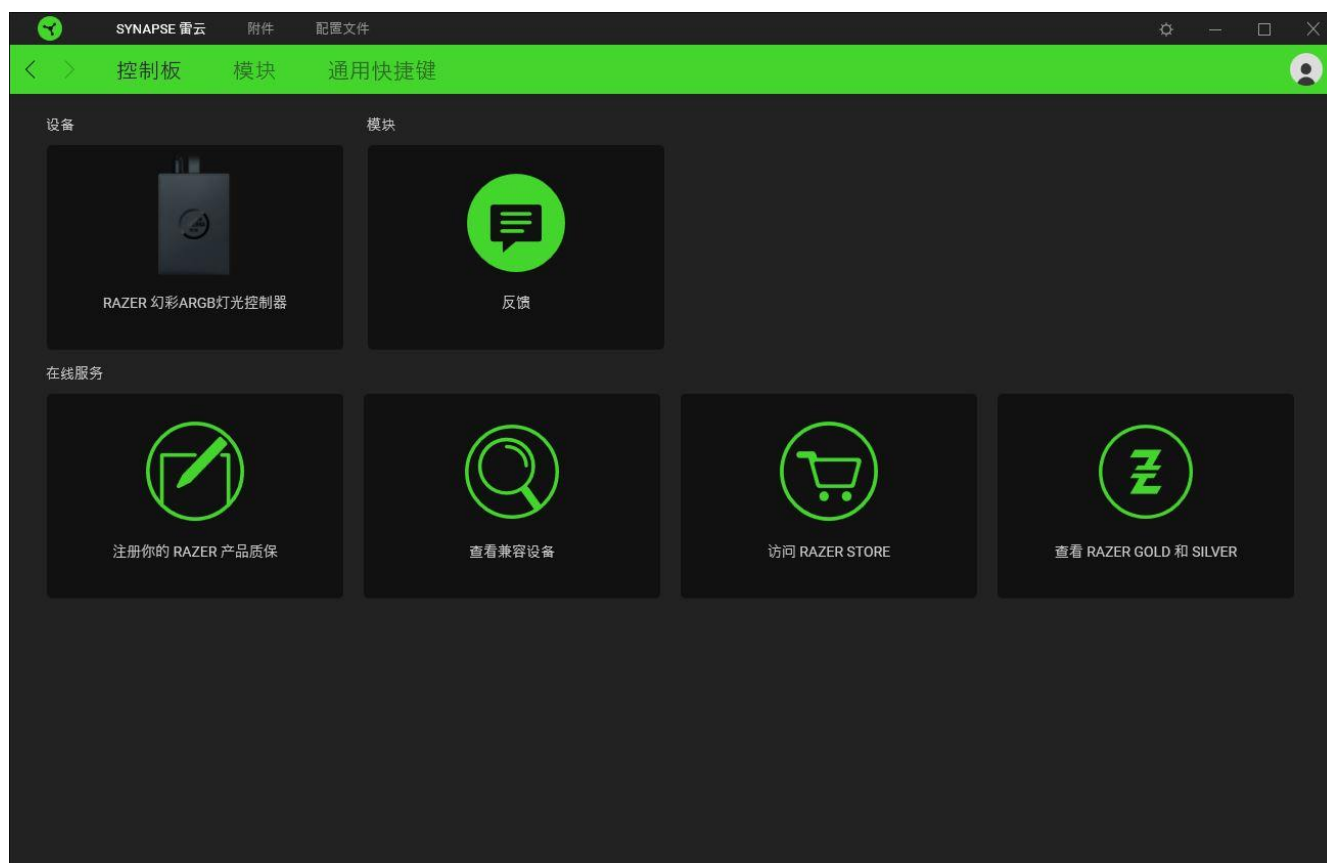 SYNAPSE 雷云 附件 配置文件
控制板 模块 通用快捷键
设备 模块
RAZER 幻彩ARGB灯光控制器 反馈
在线服务
注册你的 RAZER 产品质保 查看兼容设备 访问 RAZER STORE 查看 RAZER GOLD 和 SILVER